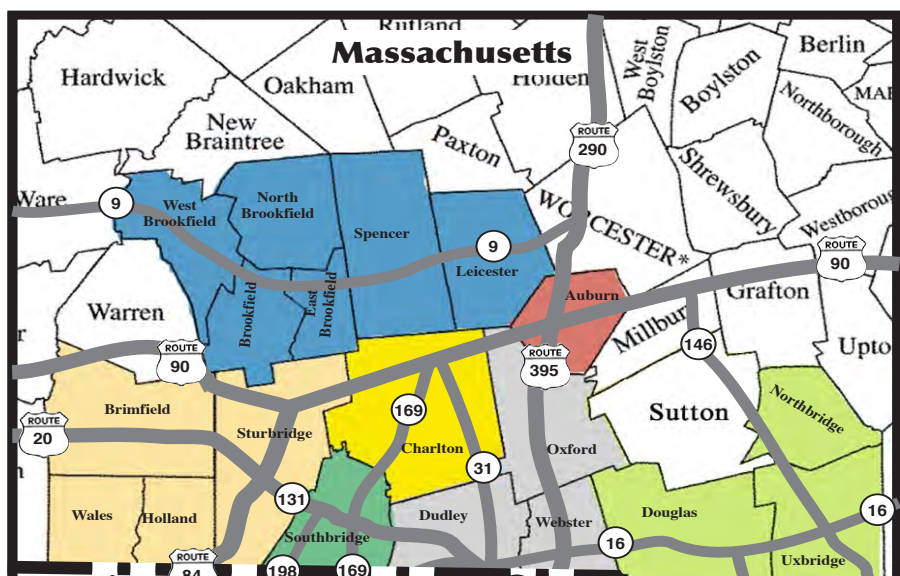 Rutland
Massachusetts
Holden
West
Boylston
Berlin
Hardwick
Oakham
Boylston
Northborough
New
Braintree
Paxton
ROUTE
290
Shrewsbury
Ware
9
West
Brookfield
North
Brookfield
Spencer
WORCESTER*
Westboroug
9
Leicester
ROUTE
90
Auburn
Grafton
Warren
Brookfield
East
Brookfield
Millbur
146
Upto
ROUTE
90
ROUTE
395
Brimfield
169
Sutton
Northbridge
ROUTE
20
Sturbridge
Charlton
Oxford
31
131
Wales
Holland
Dudley
Webster
Douglas
16
Southbridge
16
Uxbridge
ROUTE
84
198
169